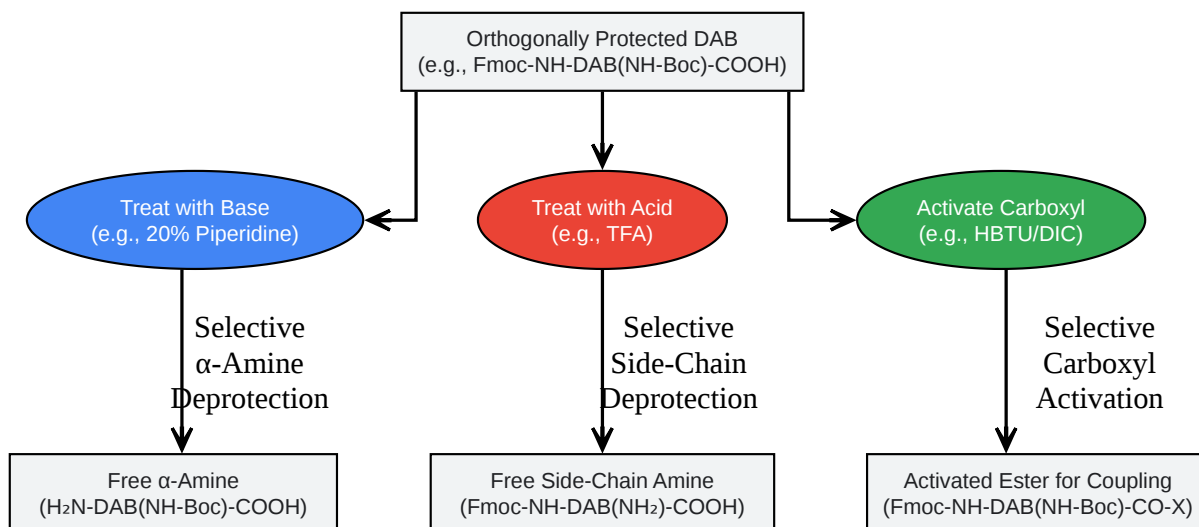 Orthogonally Protected DAB
(e.g., Fmoc-NH-DAB(NH-Boc)-COOH)
Treat with Base
(e.g., 20% Piperidine)
Treat with Acid
(e.g., TFA)
Activate Carboxyl
(e.g., HBTU/DIC)
Selective
α-Amine
Deprotection
Selective
Side-Chain
Deprotection
Selective
Carboxyl
Activation
Free α-Amine
(H₂N-DAB(NH-Boc)-COOH)
Free Side-Chain Amine
(Fmoc-NH-DAB(NH₂)-COOH)
Activated Ester for Coupling
(Fmoc-NH-DAB(NH-Boc)-CO-X)